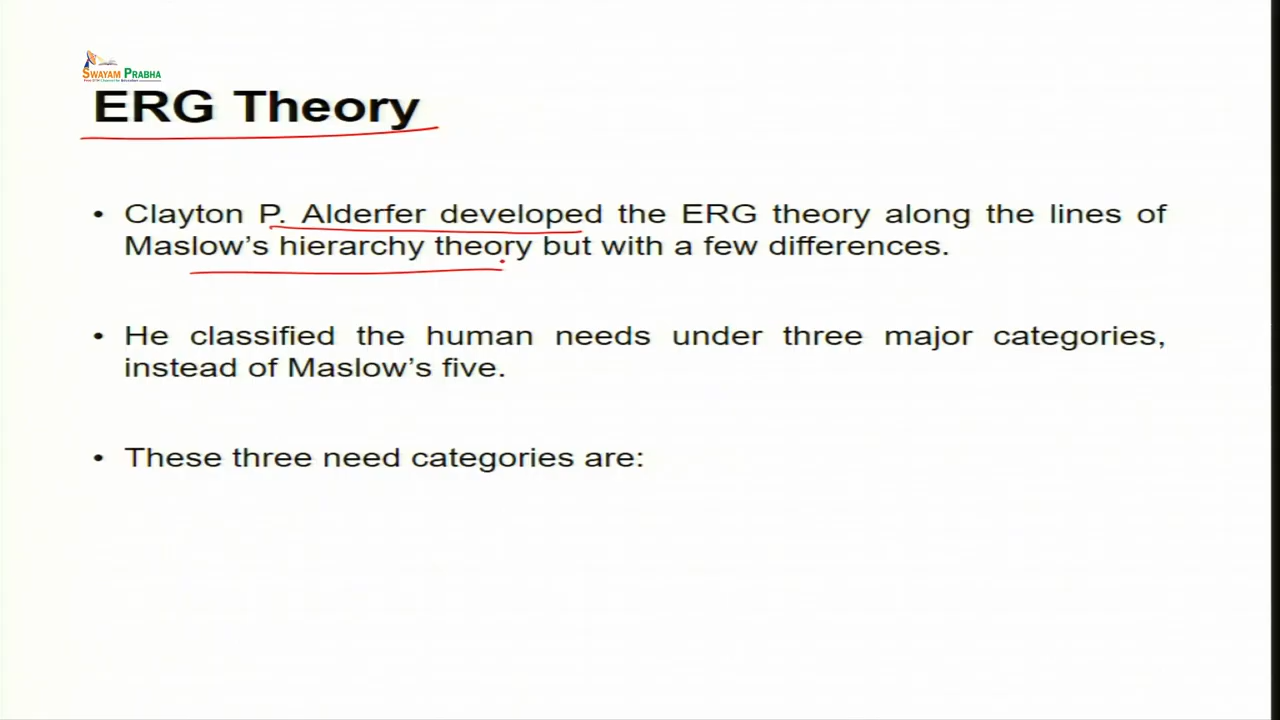 SWAYAM PRABHA
ERG Theory
• Clayton P. Alderfer developed the ERG theory along the lines of
Maslow's hierarchy theory but with a few differences.
• He classified the human needs under three major categories,
instead of Maslow's five.
• These three need categories are: